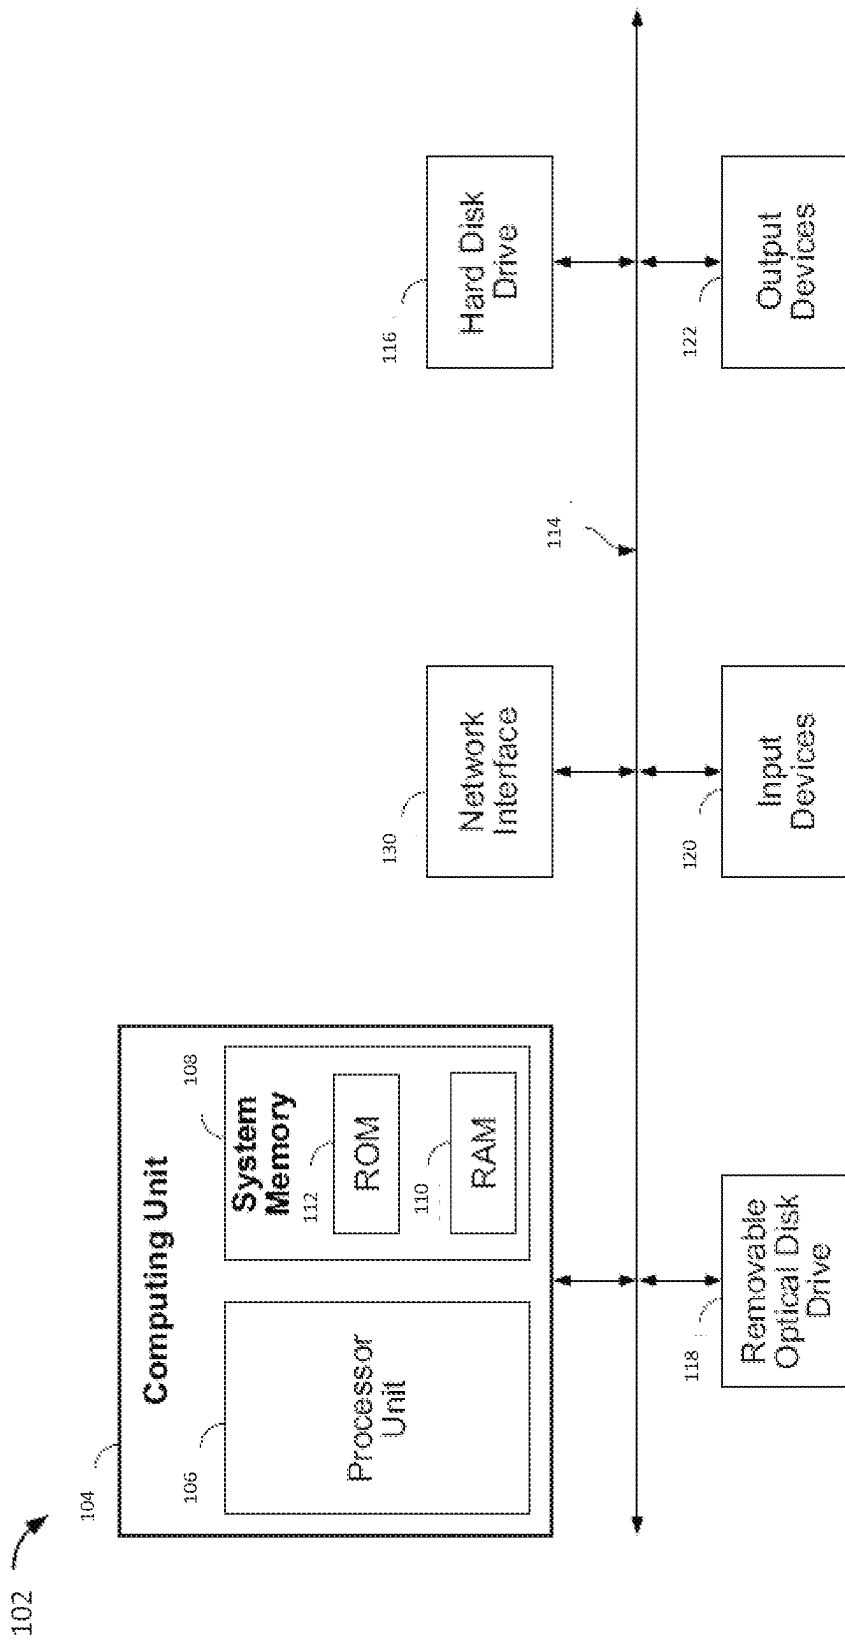 102
104
Computing Unit
106
Processor
Unit
108
System
Memory
112
ROM
110
RAM
130
Network
Interface
116
Hard Disk
Drive
114
118
Removable
Optical Disk
Drive
120
Input
Devices
122
Output
Devices